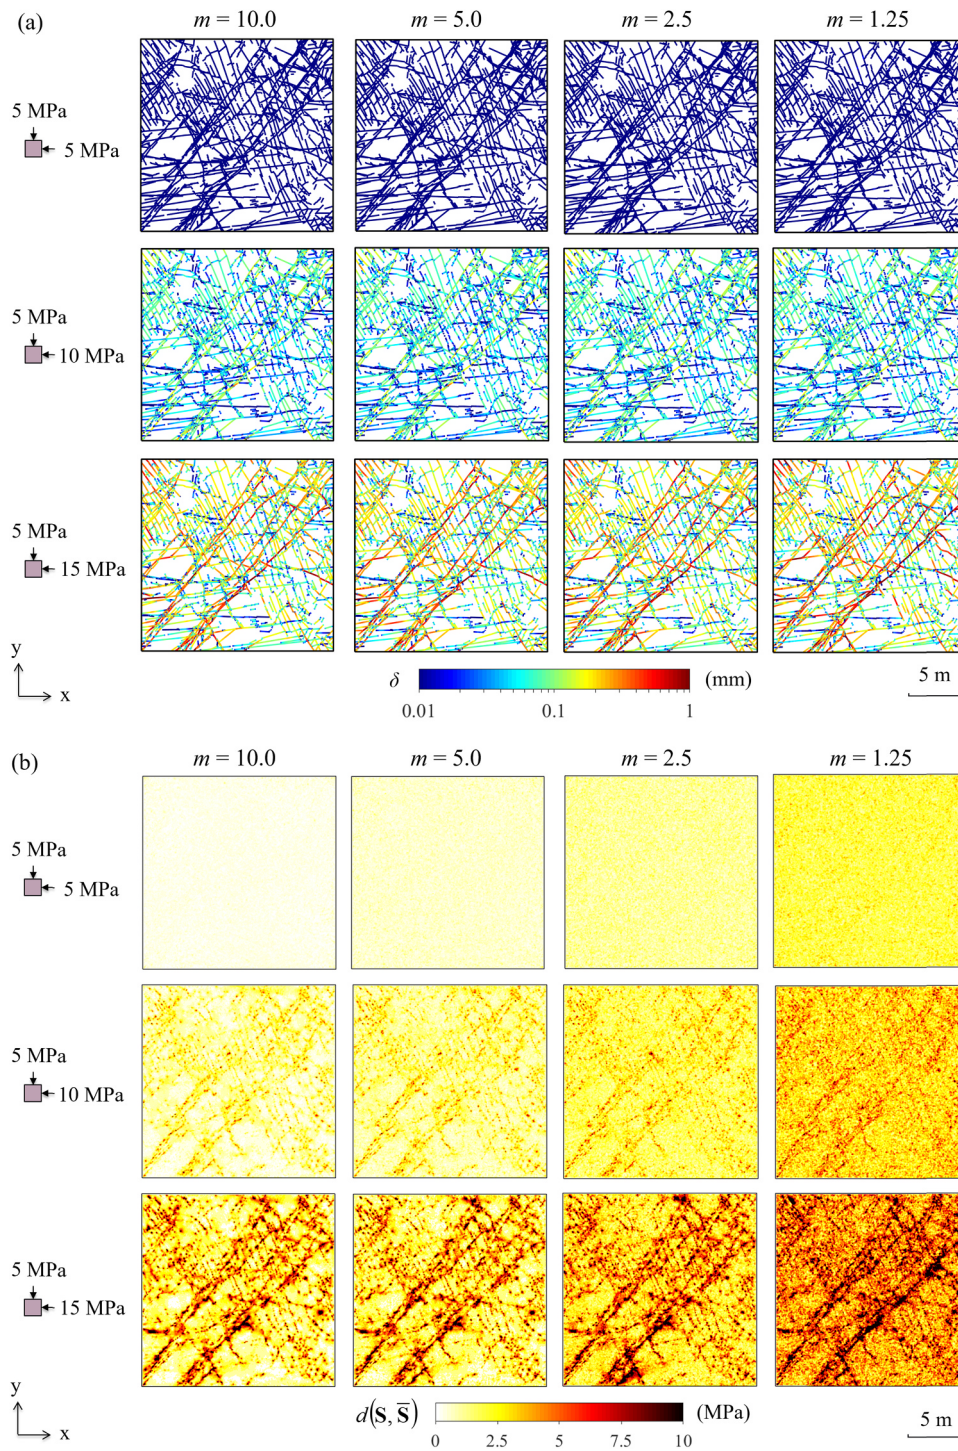 (a)
m = 10.0 m = 5.0 m = 2.5 m = 1.25
5 MPa
5 MPa
5 MPa
10 MPa
5 MPa
15 MPa
y
x
δ (mm)
0.01 0.1 1
5 m
(b)
m = 10.0 m = 5.0 m = 2.5 m = 1.25
5 MPa
5 MPa
5 MPa
10 MPa
5 MPa
15 MPa
y
x
d(S, S̅) (MPa)
0 2.5 5 7.5 10
5 m